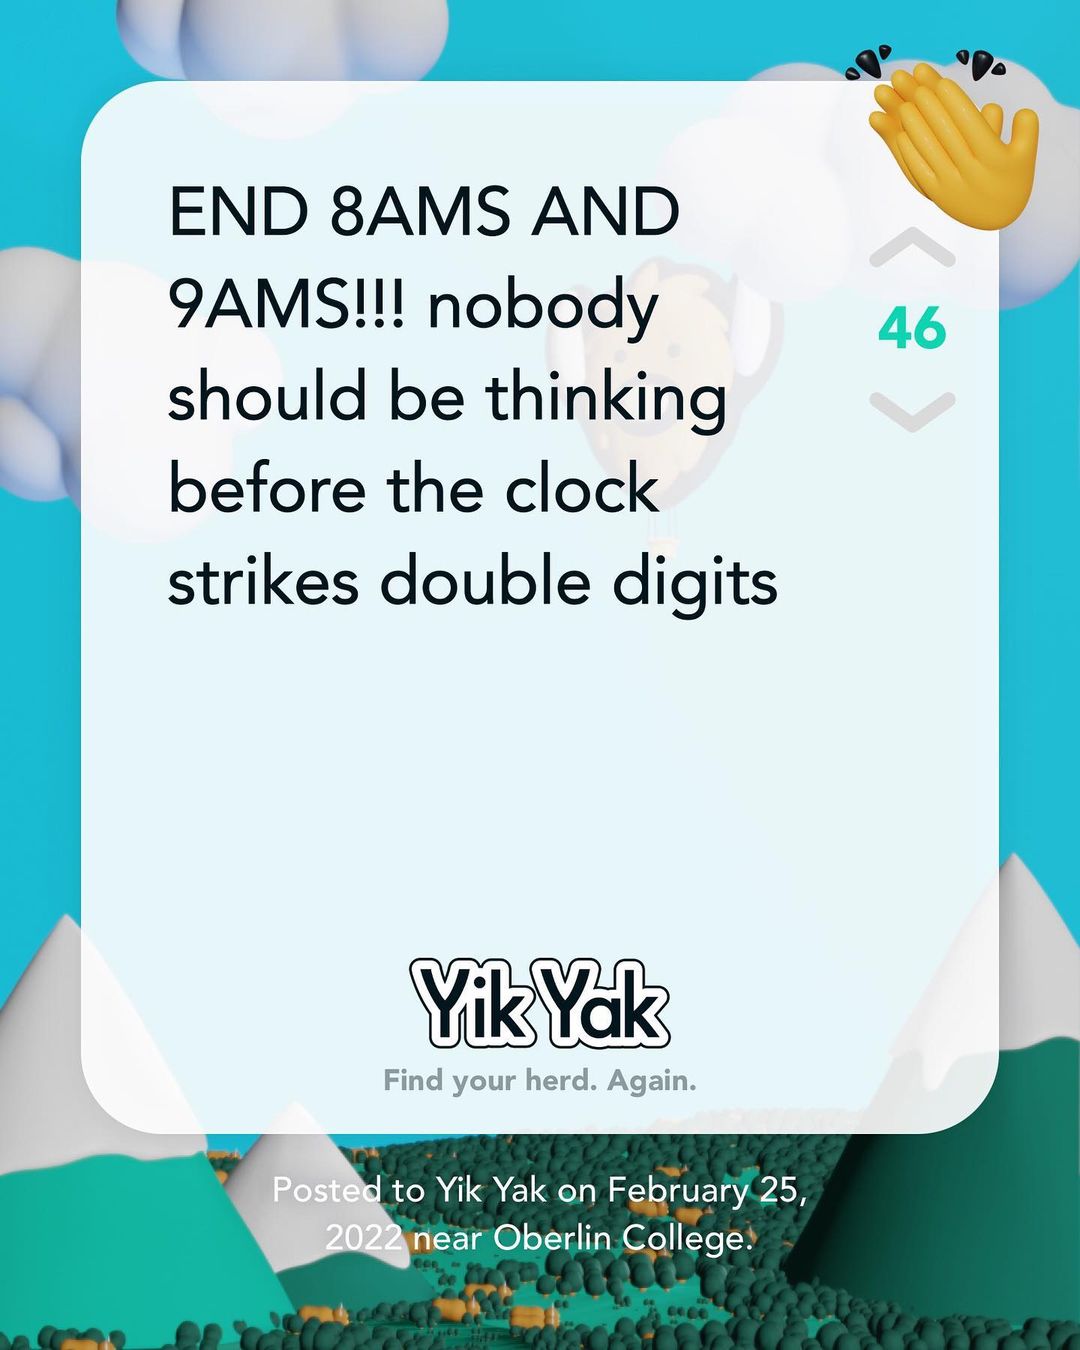 END 8AMS AND
9AMS!!! nobody
should be thinking
before the clock
strikes double digits
46
Yik Yak
Find your herd. Again.
Posted to Yik Yak on February 25,
2022 near Oberlin College.